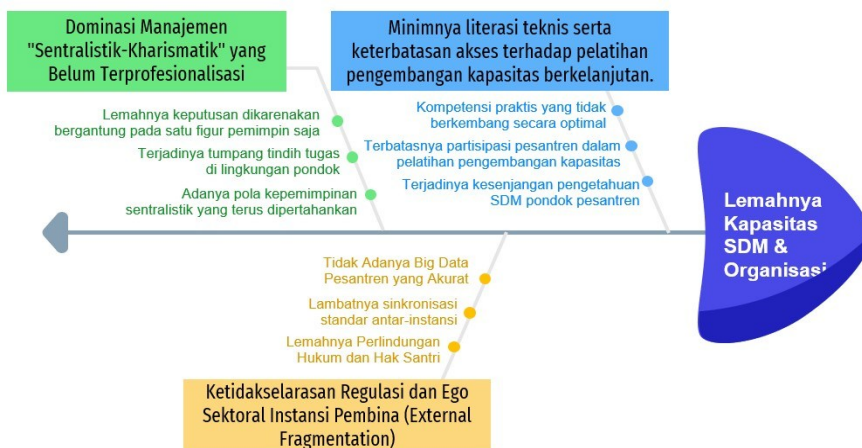 Dominasi Manajemen
"Sentralistik-Kharismatik" yang
Belum Terprofesionalisasi
Lemahnya keputusan dikarenakan
bergantung pada satu figur pemimpin saja
Terjadinya tumpang tindih tugas
di lingkungan pondok
Adanya pola kepemimpinan
sentralistik yang terus dipertahankan
Minimnya literasi teknis serta
keterbatasan akses terhadap pelatihan
pengembangan kapasitas berkelanjutan.
Kompetensi praktis yang tidak
berkembang secara optimal
Terbatasnya partisipasi pesantren dalam
pelatihan pengembangan kapasitas
Terjadinya kesenjangan pengetahuan
SDM pondok pesantren
Lemahnya
Kapasitas
SDM &
Organisasi
Tidak Adanya Big Data
Pesantren yang Akurat
Lambatnya sinkronisasi
standar antar-instansi
Lemahnya Perlindungan
Hukum dan Hak Santri
Ketidakselarasan Regulasi dan Ego
Sektoral Instansi Pembina (External
Fragmentation)